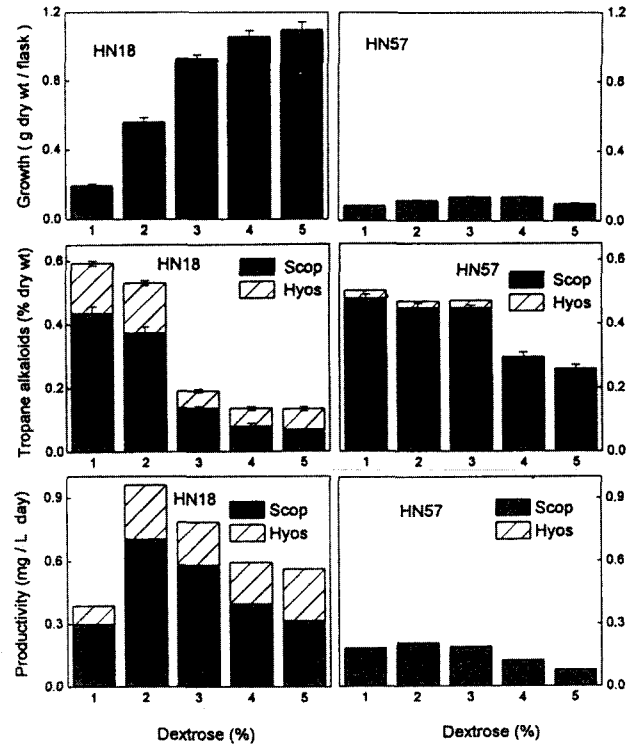 Growth ( g dry wt / flask )
1.2
0.8
0.4
0.0
HN18
1 2 3 4 5
HN57
1.2
0.8
0.4
0.0
1 2 3 4 5
Tropane alkaloids (% dry wt)
0.6
0.4
0.2
0.0
HN18
Scop
Hyos
1 2 3 4 5
HN57
Scop
Hyos
0.6
0.4
0.2
0.0
1 2 3 4 5
Productivity (mg / L day)
0.9
0.6
0.3
0.0
HN18
Scop
Hyos
1 2 3 4 5
Dextrose (%)
HN57
Scop
Hyos
0.9
0.6
0.3
0.0
1 2 3 4 5
Dextrose (%)